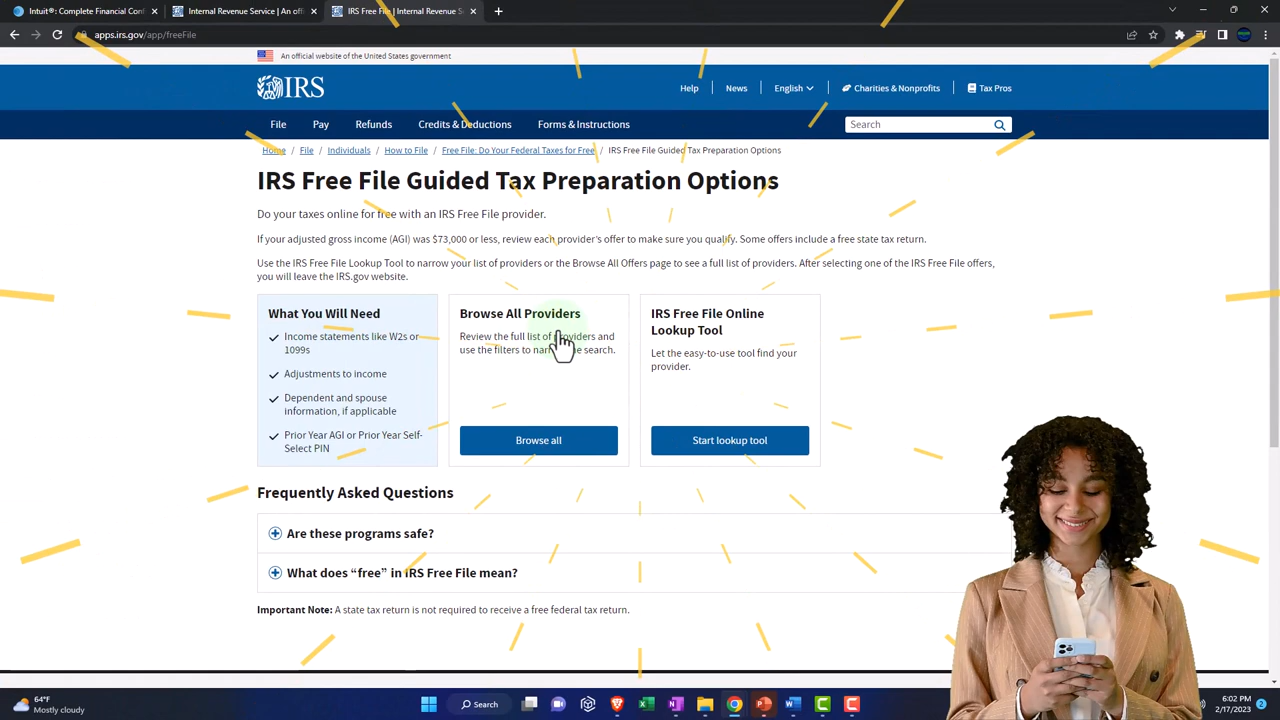 Intuit®: Complete Financial Con
Internal Revenue Service | An offi
IRS Free File | Internal Revenue Se
apps.irs.gov/app/freeFile
An official website of the United States government
IRS
Help
News
English
Charities & Nonprofits
Tax Pros
File
Pay
Refunds
Credits & Deductions
Forms & Instructions
Search
Home / File / Individuals / How to File / Free File: Do Your Federal Taxes for Free / IRS Free File Guided Tax Preparation Options
IRS Free File Guided Tax Preparation Options
Do your taxes online for free with an IRS Free File provider.
If your adjusted gross income (AGI) was $73,000 or less, review each provider's offer to make sure you qualify. Some offers include a free state tax return.
Use the IRS Free File Lookup Tool to narrow your list of providers or the Browse All Offers page to see a full list of providers. After selecting one of the IRS Free File offers,
you will leave the IRS.gov website.
What You Will Need
Income statements like W2s or
1099s
Adjustments to income
Dependent and spouse
information, if applicable
Prior Year AGI or Prior Year Self-
Select PIN
Browse All Providers
Review the full list of providers and
use the filters to narrow the search.
Browse all
IRS Free File Online
Lookup Tool
Let the easy-to-use tool find your
provider.
Start lookup tool
Frequently Asked Questions
Are these programs safe?
What does “free” in IRS Free File mean?
Important Note: A state tax return is not required to receive a free federal tax return.
64°F
Mostly cloudy
Search
6:02 PM
2/17/2023